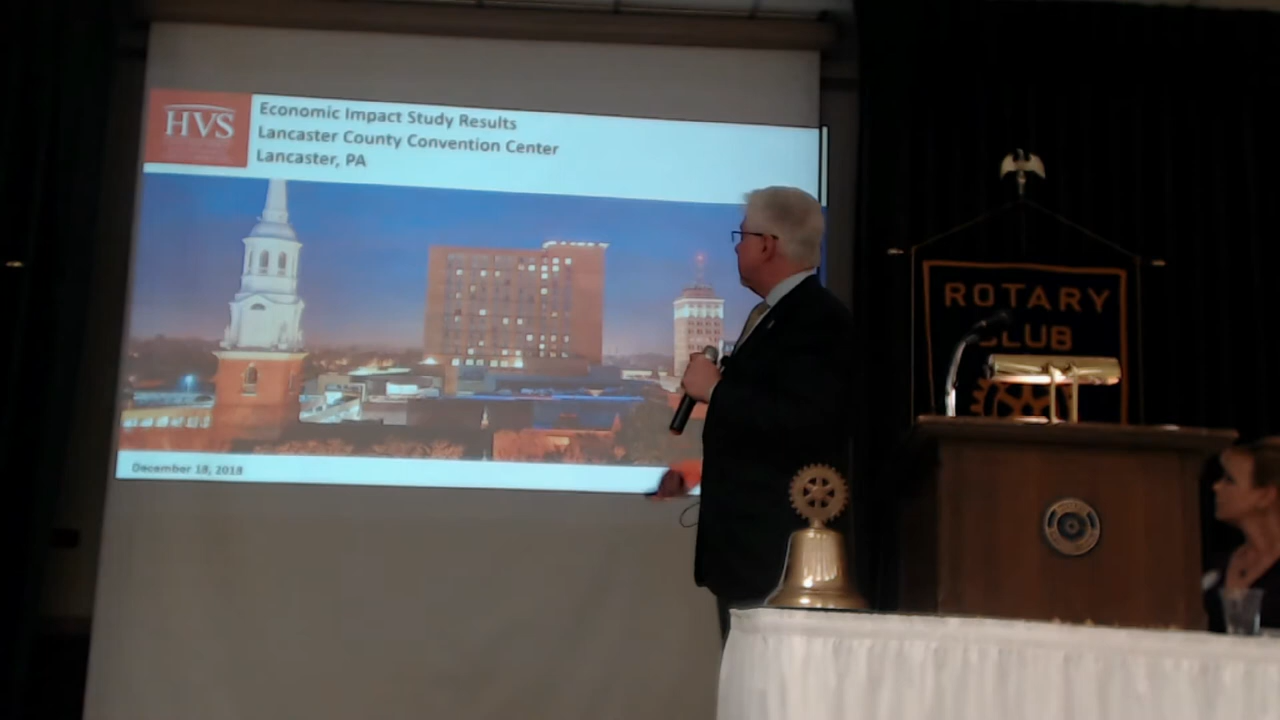 HVS
Economic Impact Study Results
Lancaster County Convention Center
Lancaster, PA
December 18, 2018
ROTARY
CLUB